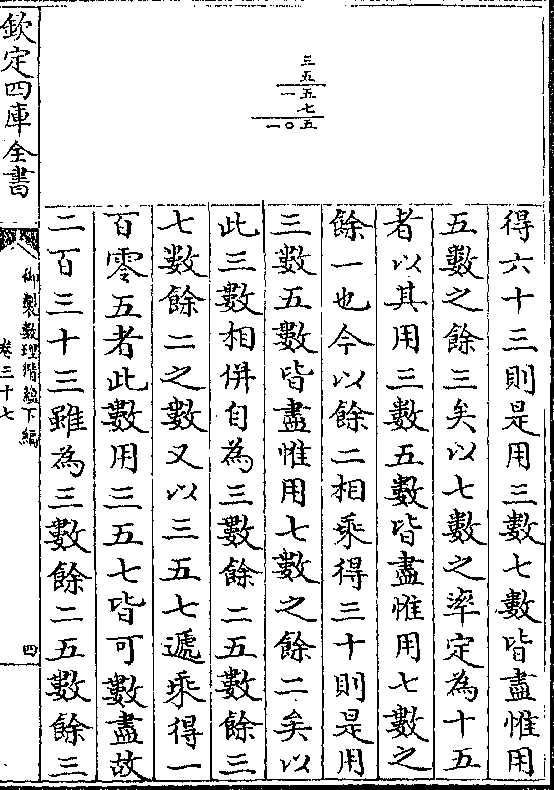 三
五
一五
七
一〇五
得六十三則是用三數七數皆盡惟用
五數之餘三矣以七數之率定為十五
者以其用三數五數皆盡惟用七數之
餘一也今以餘二相乘得三十則是用
三數五數皆盡惟用七數之餘二矣以
此三數相併自為三數餘二五數餘三
七數餘二之數又以三五七遞乘得一
百零五者此數用三五七皆可數盡故
二百三十三雖為三數餘二五數餘三
欽定四庫全書
御製數理精蘊下編
卷三十七
四